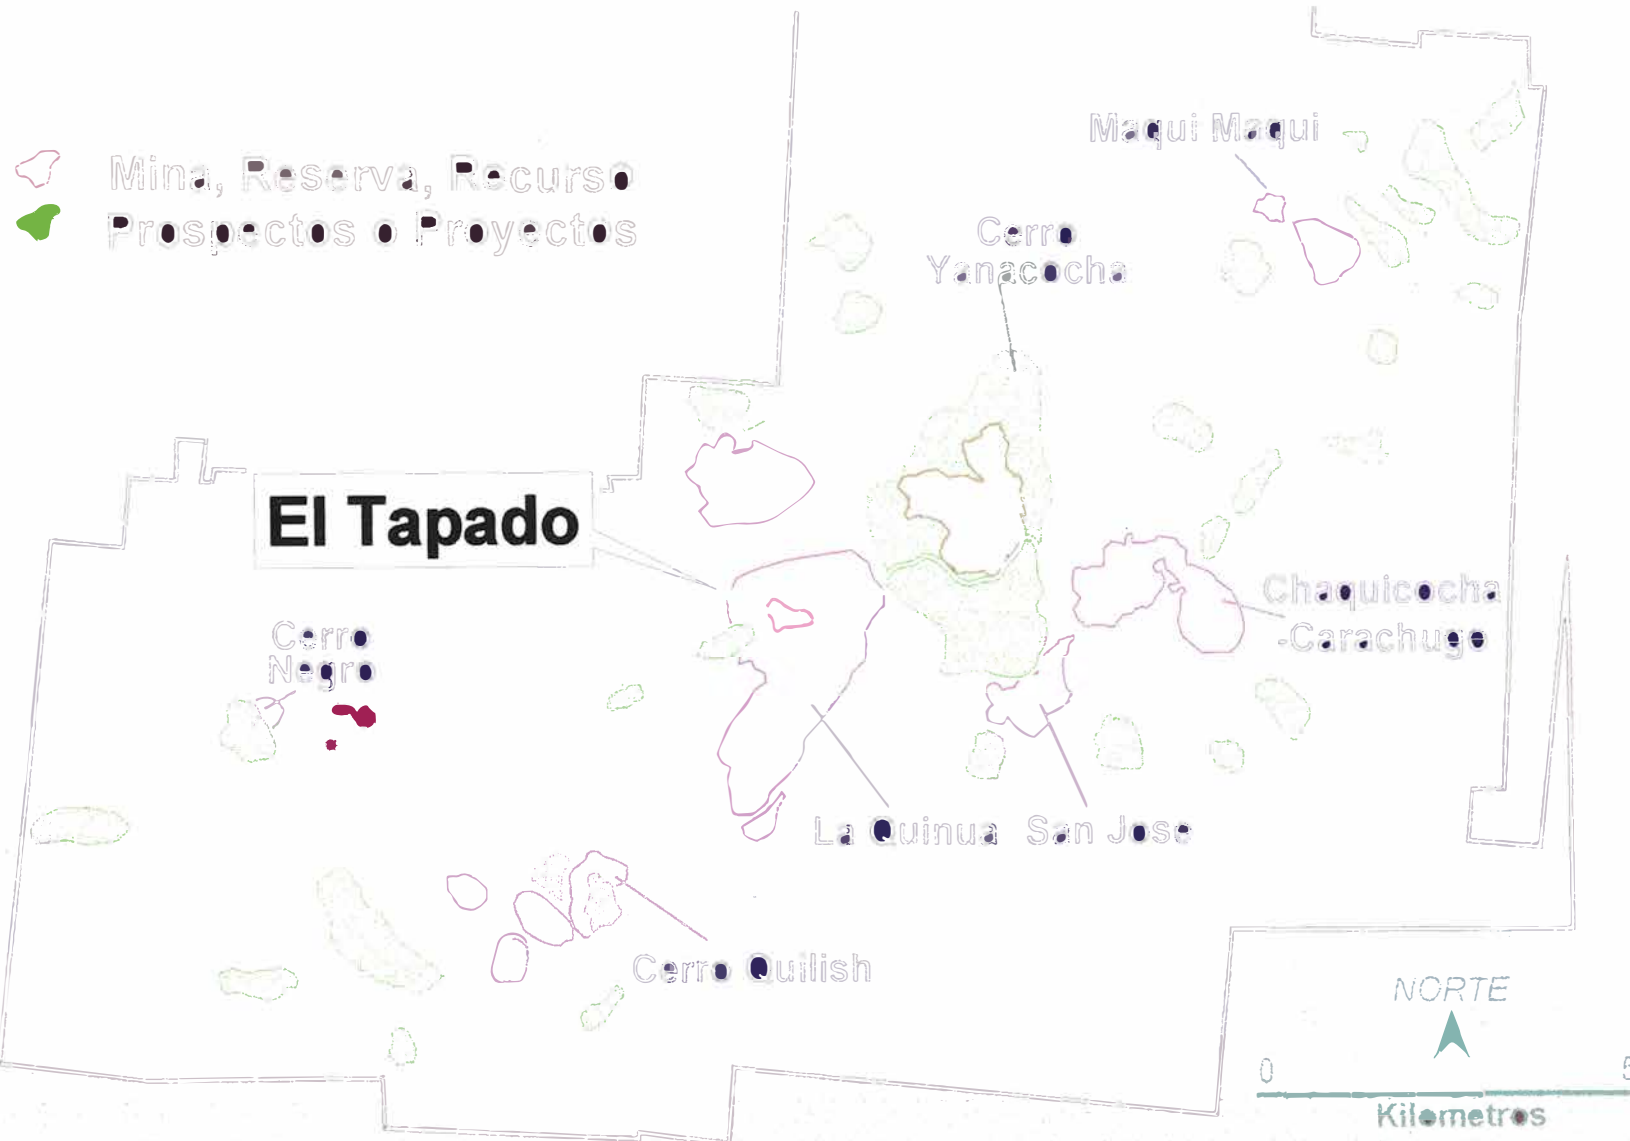 Mina, Reserva, Recurso
Prospectos o Proyectos
Maqui Maqui
Cerro
Yanacocha
El Tapado
Chaquicocha
-Carachugo
Cerro
Negro
La Quinua
San Jose
Cerro Quilish
NORTE
0 5
Kilometros